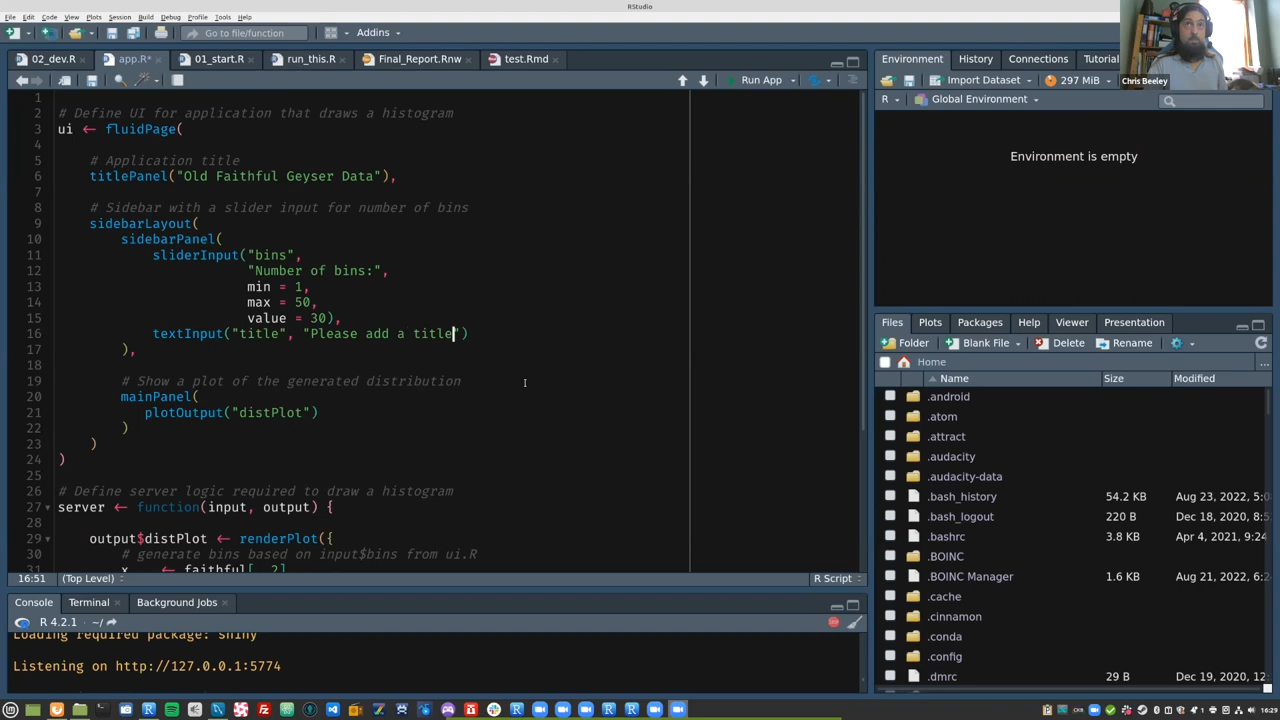 RStudio
File Edit Code View Plots Session Build Debug Profile Tools Help
Go to file/function
Addins
02_dev.R
app.R*
01_start.R
run_this.R
Final_Report.Rnw
test.Rmd
Run App
1
2 # Define UI for application that draws a histogram
3 ui ← fluidPage(
4
5 # Application title
6 titlePanel("Old Faithful Geyser Data"),
7
8 # Sidebar with a slider input for number of bins
9 sidebarLayout(
10 sidebarPanel(
11 sliderInput("bins",
12 "Number of bins:",
13 min = 1,
14 max = 50,
15 value = 30),
16 textInput("title", "Please add a title")
17 ),
18
19 # Show a plot of the generated distribution
20 mainPanel(
21 plotOutput("distPlot")
22 )
23 )
24 )
25
26 # Define server logic required to draw a histogram
27 server ← function(input, output) {
28
29 output$distPlot ← renderPlot({
30 # generate bins based on input$bins from ui.R
31 x ← faithful[, 2]
16:51 (Top Level) R Script
Console Terminal Background Jobs
R 4.2.1 · ~/
Loading required package: shiny
Listening on http://127.0.0.1:5774
Environment History Connections Tutorial
Import Dataset 297 MiB
R Global Environment
Environment is empty
Chris Beeley
Files Plots Packages Help Viewer Presentation
Folder Blank File Delete Rename
Home
Name Size Modified
.android
.atom
.attract
.audacity
.audacity-data
.bash_history 54.2 KB Aug 23, 2022, 5:0
.bash_logout 220 B Dec 18, 2020, 8:5
.bashrc 3.8 KB Apr 4, 2021, 9:24
.BOINC
.BOINC Manager 1.6 KB Aug 21, 2022, 6:
.cache
.cinnamon
.conda
.config
.dmrc 29 B Dec 19, 2020, 12:
16:29